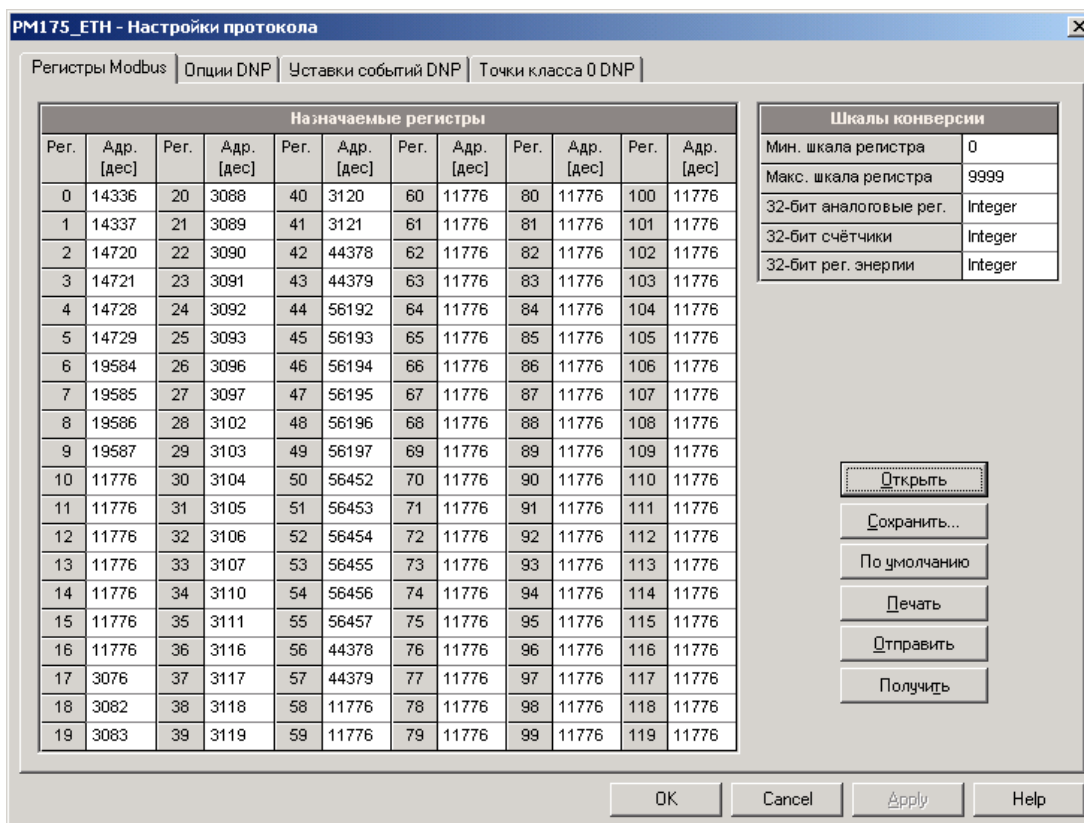 PM175_ETH - Настройки протокола
Регистры Modbus Опции DNP Уставки событий DNP Точки класса 0 DNP
Назначаемые регистры
Рег. Адр. [дес] Рег. Адр. [дес] Рег. Адр. [дес] Рег. Адр. [дес] Рег. Адр. [дес] Рег. Адр. [дес]
0 14336 20 3088 40 3120 60 11776 80 11776 100 11776
1 14337 21 3089 41 3121 61 11776 81 11776 101 11776
2 14720 22 3090 42 44378 62 11776 82 11776 102 11776
3 14721 23 3091 43 44379 63 11776 83 11776 103 11776
4 14728 24 3092 44 56192 64 11776 84 11776 104 11776
5 14729 25 3093 45 56193 65 11776 85 11776 105 11776
6 19584 26 3096 46 56194 66 11776 86 11776 106 11776
7 19585 27 3097 47 56195 67 11776 87 11776 107 11776
8 19586 28 3102 48 56196 68 11776 88 11776 108 11776
9 19587 29 3103 49 56197 69 11776 89 11776 109 11776
10 11776 30 3104 50 56452 70 11776 90 11776 110 11776
11 11776 31 3105 51 56453 71 11776 91 11776 111 11776
12 11776 32 3106 52 56454 72 11776 92 11776 112 11776
13 11776 33 3107 53 56455 73 11776 93 11776 113 11776
14 11776 34 3110 54 56456 74 11776 94 11776 114 11776
15 11776 35 3111 55 56457 75 11776 95 11776 115 11776
16 11776 36 3116 56 44378 76 11776 96 11776 116 11776
17 3076 37 3117 57 44379 77 11776 97 11776 117 11776
18 3082 38 3118 58 11776 78 11776 98 11776 118 11776
19 3083 39 3119 59 11776 79 11776 99 11776 119 11776
Шкалы конверсии
Мин. шкала регистра 0
Макс. шкала регистра 9999
32-бит аналоговые рег. Integer
32-бит счётчики Integer
32-бит рег. энергии Integer
Открыть
Сохранить...
По умолчанию
Печать
Отправить
Получить
OK Cancel Apply Help